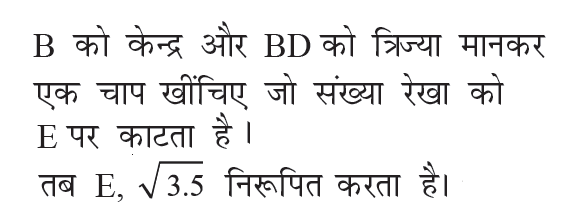 B को केन्द्र और BD को त्रिज्या मानकर
एक चाप खींचिए जो संख्या रेखा को
E पर काटता है ।
तब E, √3.5 निरूपित करता है।